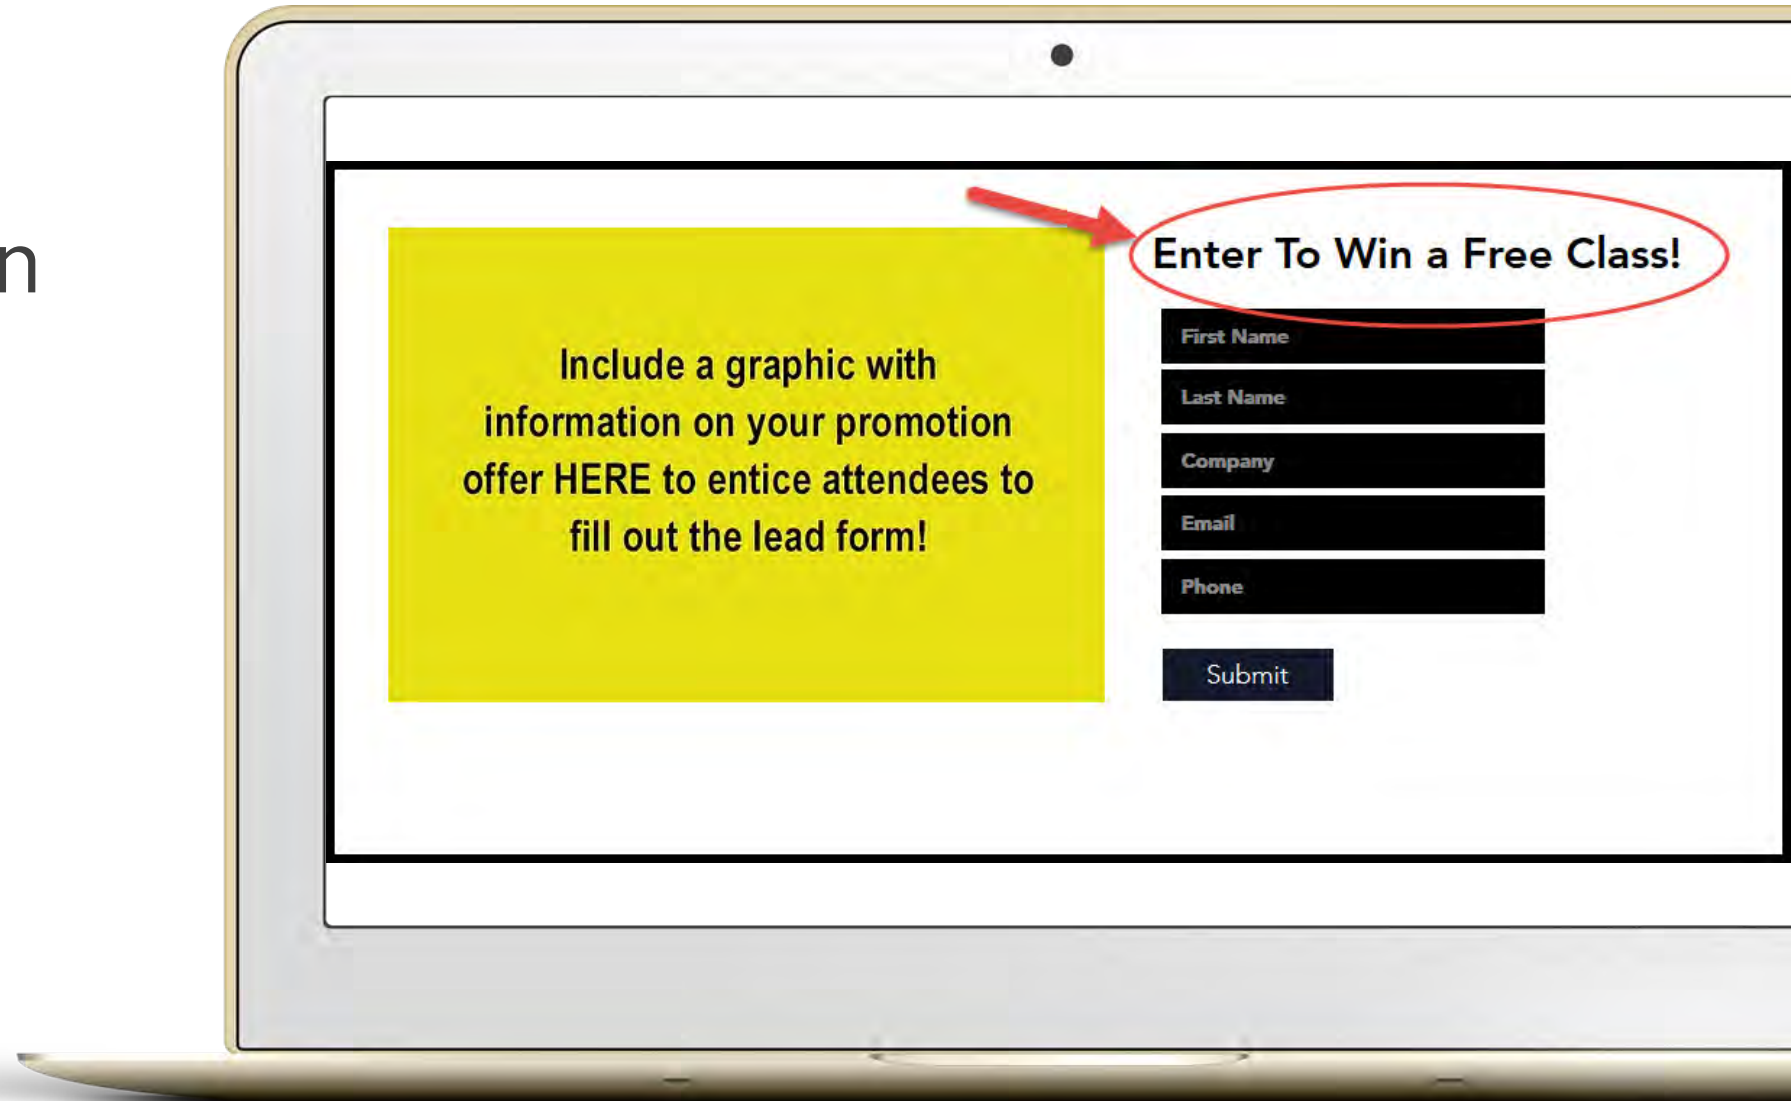 n
Include a graphic with
information on your promotion
offer HERE to entice attendees to
fill out the lead form!
Enter To Win a Free Class!
First Name
Last Name
Company
Email
Phone
Submit